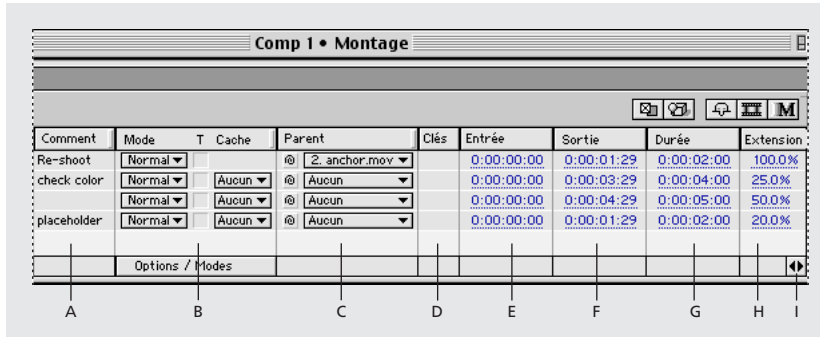 Comp 1 • Montage
M
Comment Mode T Cache Parent Clés Entrée Sortie Durée Extension
Re-shoot Normal 2. anchor.mov 0:00:00:00 0:00:01:29 0:00:02:00 100.0%
check color Normal Aucun Aucun 0:00:00:00 0:00:03:29 0:00:04:00 25.0%
Normal Aucun Aucun 0:00:00:00 0:00:04:29 0:00:05:00 50.0%
placeholder Normal Aucun Aucun 0:00:00:00 0:00:01:29 0:00:02:00 20.0%
Options / Modes
A B C D E F G H I